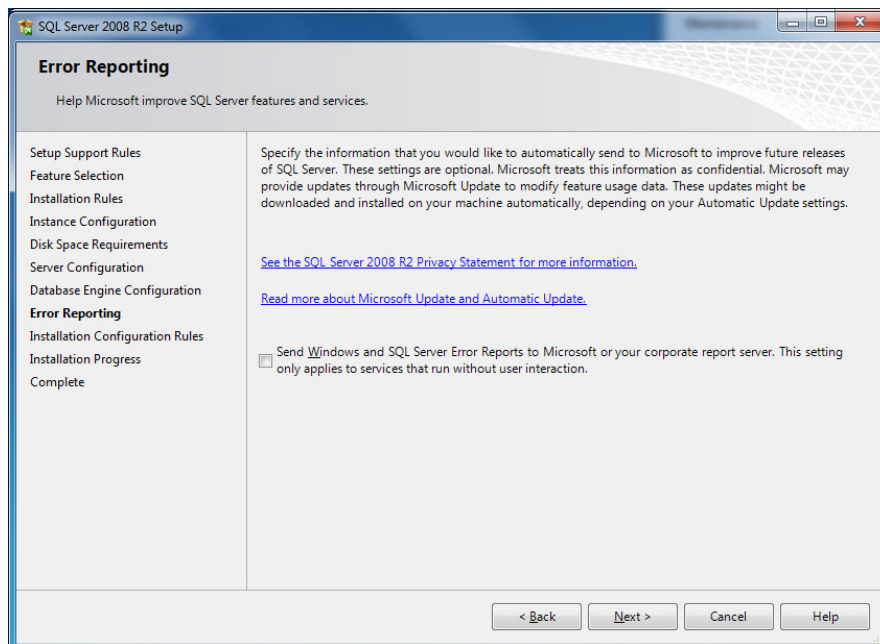 SQL Server 2008 R2 Setup
Error Reporting
Help Microsoft improve SQL Server features and services.
Setup Support Rules
Feature Selection
Installation Rules
Instance Configuration
Disk Space Requirements
Server Configuration
Database Engine Configuration
Error Reporting
Installation Configuration Rules
Installation Progress
Complete
Specify the information that you would like to automatically send to Microsoft to improve future releases
of SQL Server. These settings are optional. Microsoft treats this information as confidential. Microsoft may
provide updates through Microsoft Update to modify feature usage data. These updates might be
downloaded and installed on your machine automatically, depending on your Automatic Update settings.
See the SQL Server 2008 R2 Privacy Statement for more information.
Read more about Microsoft Update and Automatic Update.
Send Windows and SQL Server Error Reports to Microsoft or your corporate report server. This setting
only applies to services that run without user interaction.
< Back
Next >
Cancel
Help